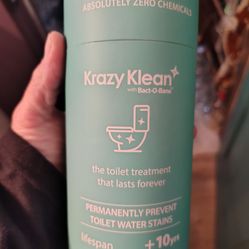 ABSOLUTELY ZERO CHEMICALS
Krazy Klean
with Bact-O-Bane
the toilet treatment
that lasts forever
PERMANENTLY PREVENT
TOILET WATER STAINS
lifespan +10yrs